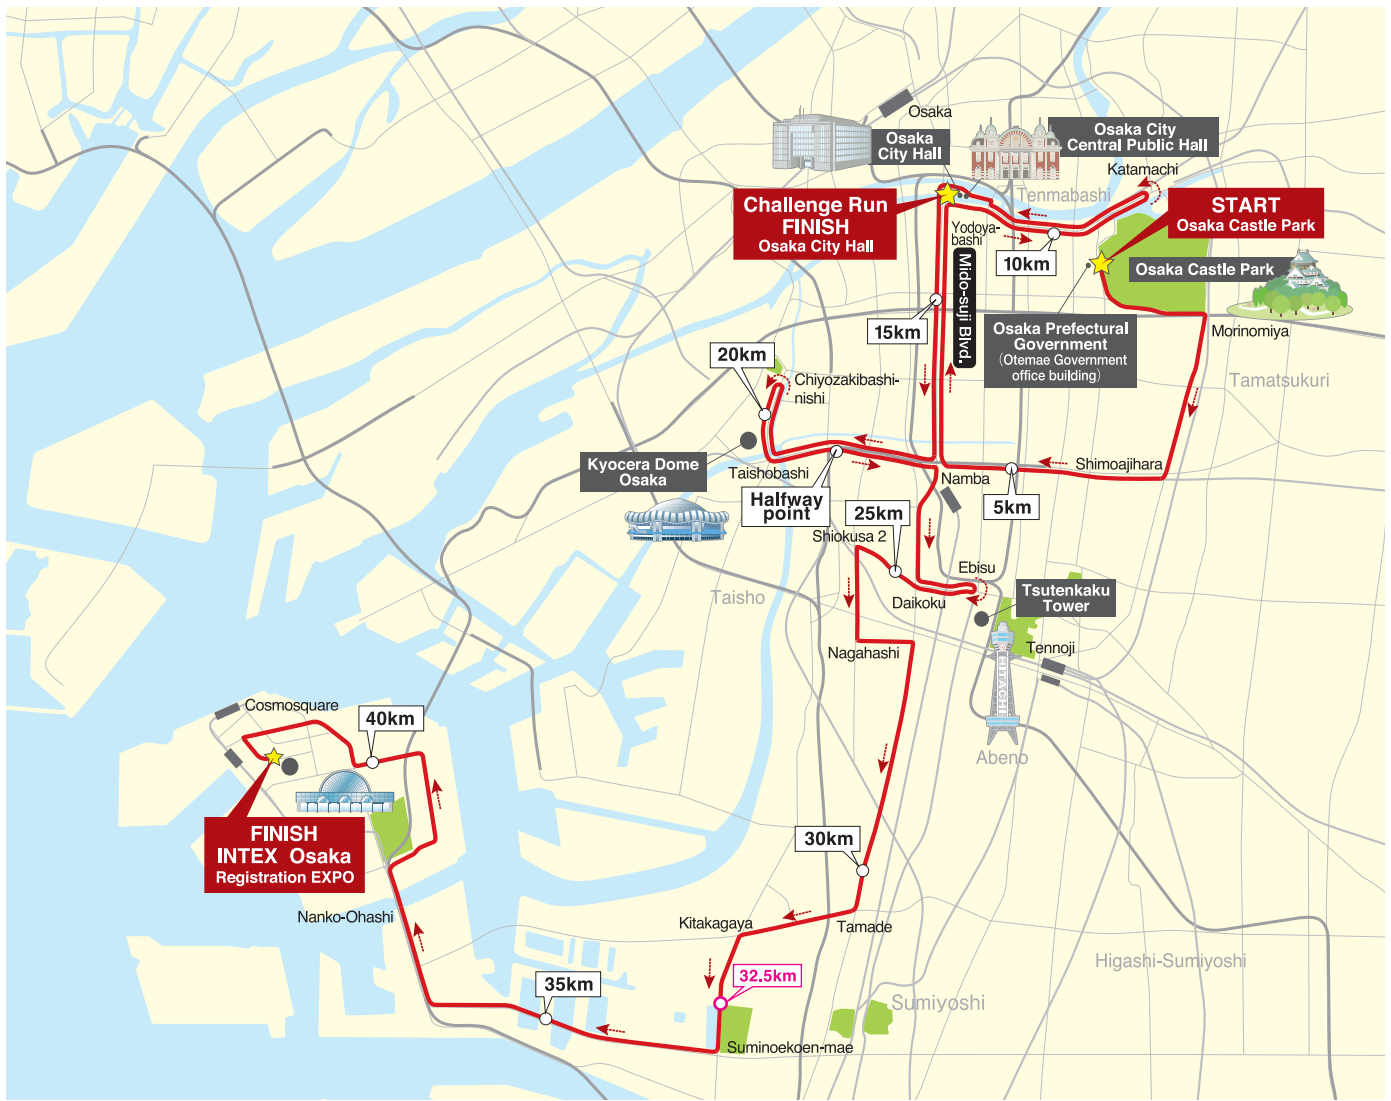 Osaka
Osaka
City Hall
Osaka City
Central Public Hall
Katamachi
Tenmabashi
Challenge Run
FINISH
Osaka City Hall
START
Osaka Castle Park
Yodoya-
bashi
10km
Osaka Castle Park
Mido-suji Blvd.
15km
Osaka Prefectural
Government
(Otemae Government
office building)
Morinomiya
20km
Chiyozakibashi-
nishi
Tamatsukuri
Kyocera Dome
Osaka
Taishobashi
Shimoajihara
Namba
Halfway
point
5km
25km
Shiokusa 2
Ebisu
Taisho
Daikoku
Tsutenkaku
Tower
Nagahashi
Tennoji
HITACHI
Cosmosquare
40km
Abeno
FINISH
INTEX Osaka
Registration EXPO
30km
Nanko-Ohashi
Kitakagaya
Tamade
32.5km
Higashi-Sumiyoshi
35km
Sumiyoshi
Suminoekoen-mae